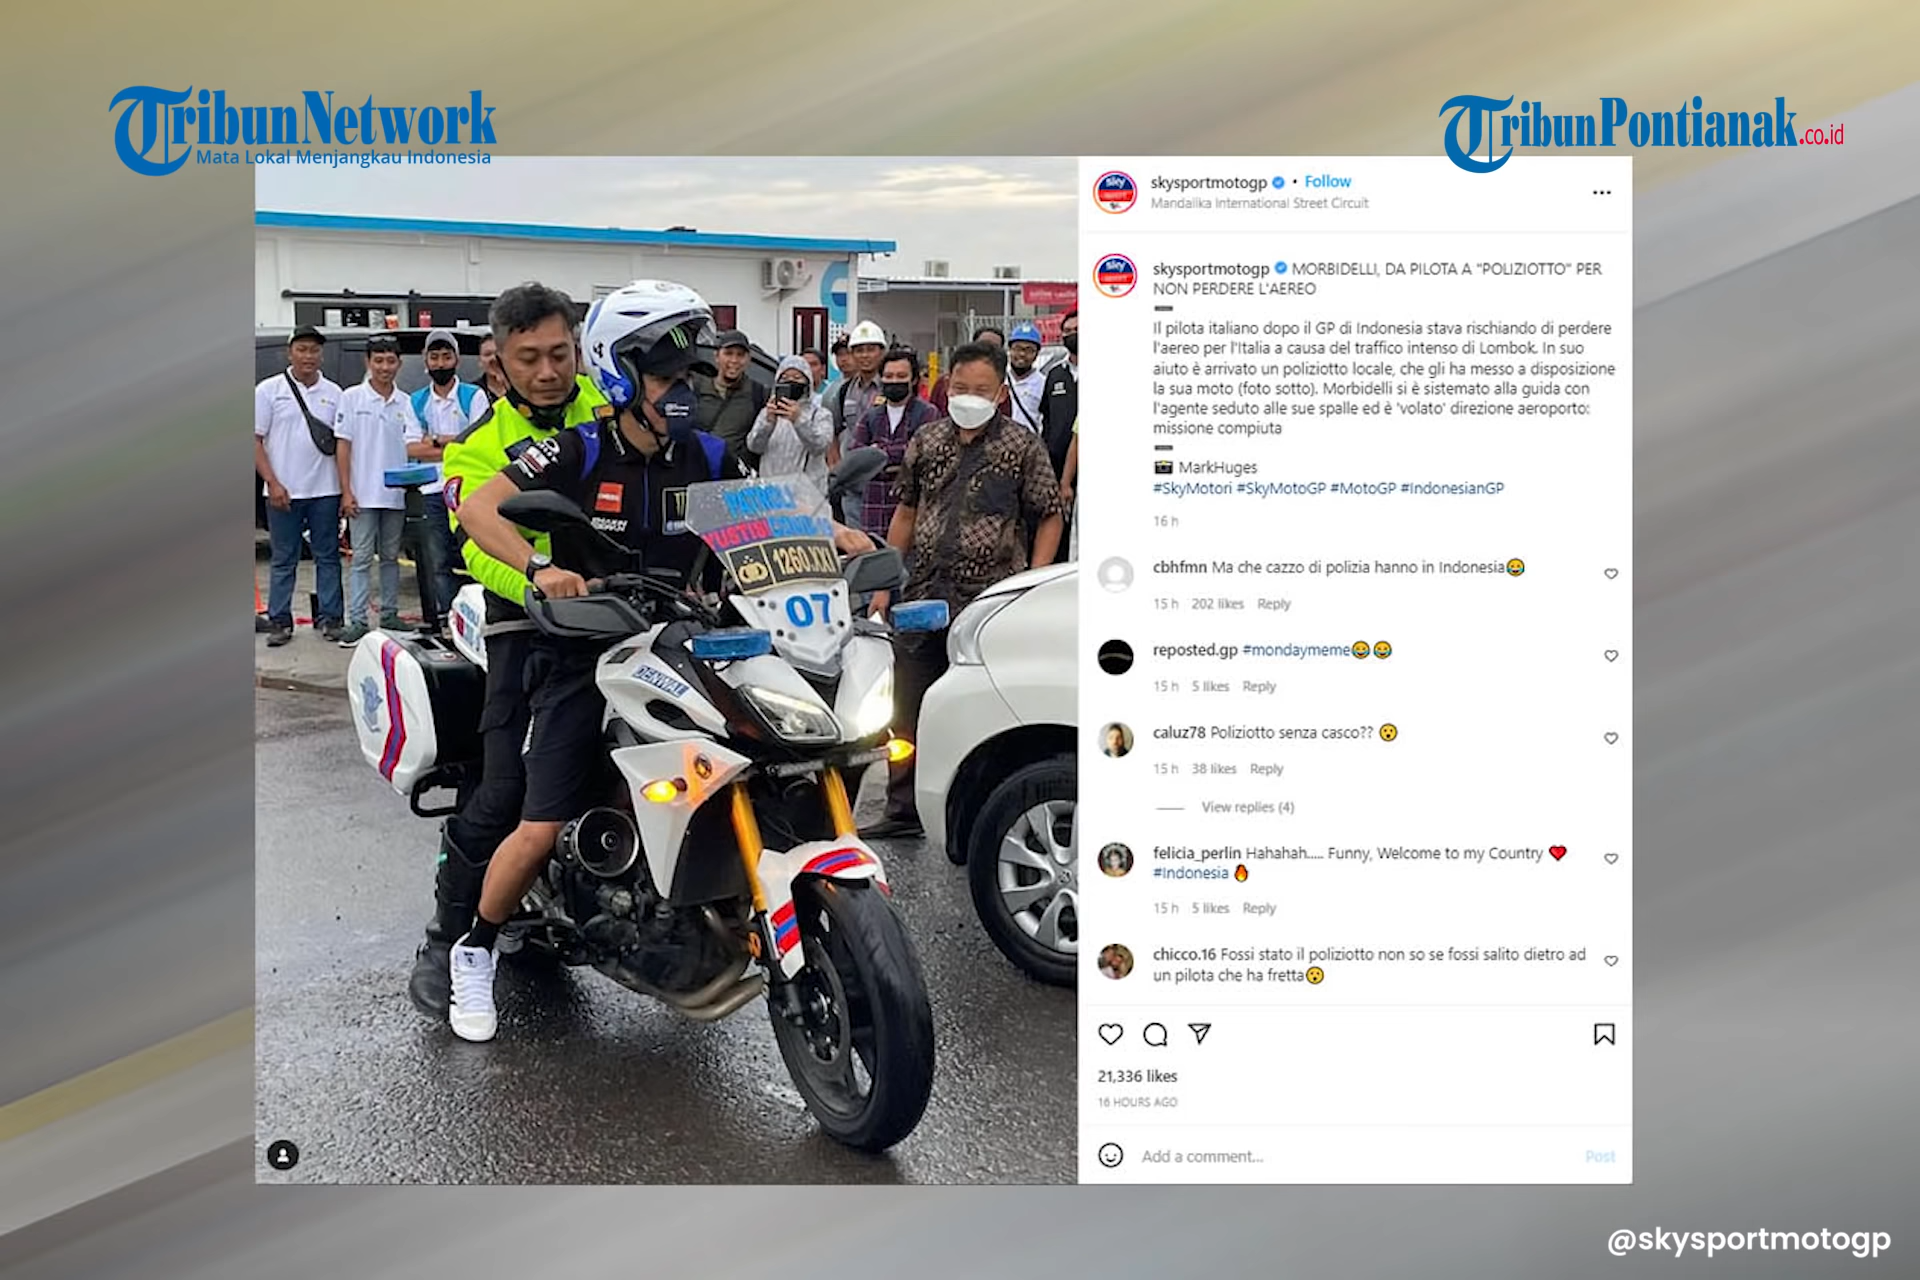 TribunNetwork
Mata Lokal Menjangkau Indonesia
TribunPontianak.co.id
skysportmotogp • Follow
Mandalika International Street Circuit
skysportmotogp MORBIDELLI, DA PILOTA A "POLIZIOTTO" PER
NON PERDERE L'AEREO
Il pilota italiano dopo il GP di Indonesia stava rischiando di perdere
l'aereo per l'Italia a causa del traffico intenso di Lombok. In suo
aiuto è arrivato un poliziotto locale, che gli ha messo a disposizione
la sua moto (foto sotto). Morbidelli si è sistemato alla guida con
l'agente seduto alle sue spalle ed è 'volato' direzione aeroporto:
missione compiuta
📷 MarkHuges
#SkyMotori #SkyMotoGP #MotoGP #IndonesianGP
16 h
cbhfmn Ma che cazzo di polizia hanno in Indonesia😂
15 h 202 likes Reply
reposted.gp #mondaymeme😂😂
15 h 5 likes Reply
caluz78 Poliziotto senza casco?? 😮
15 h 38 likes Reply
View replies (4)
felicia_perlin Hahahah..... Funny, Welcome to my Country ❤️
#Indonesia 🔥
15 h 5 likes Reply
chicco.16 Fossi stato il poliziotto non so se fossi salito dietro ad
un pilota che ha fretta😮
21,336 likes
16 HOURS AGO
Add a comment...
Post
sky
sky
PATROLI
YUSTISI COVID-19
1260.XXI
07
DENWAL
@skysportmotogp